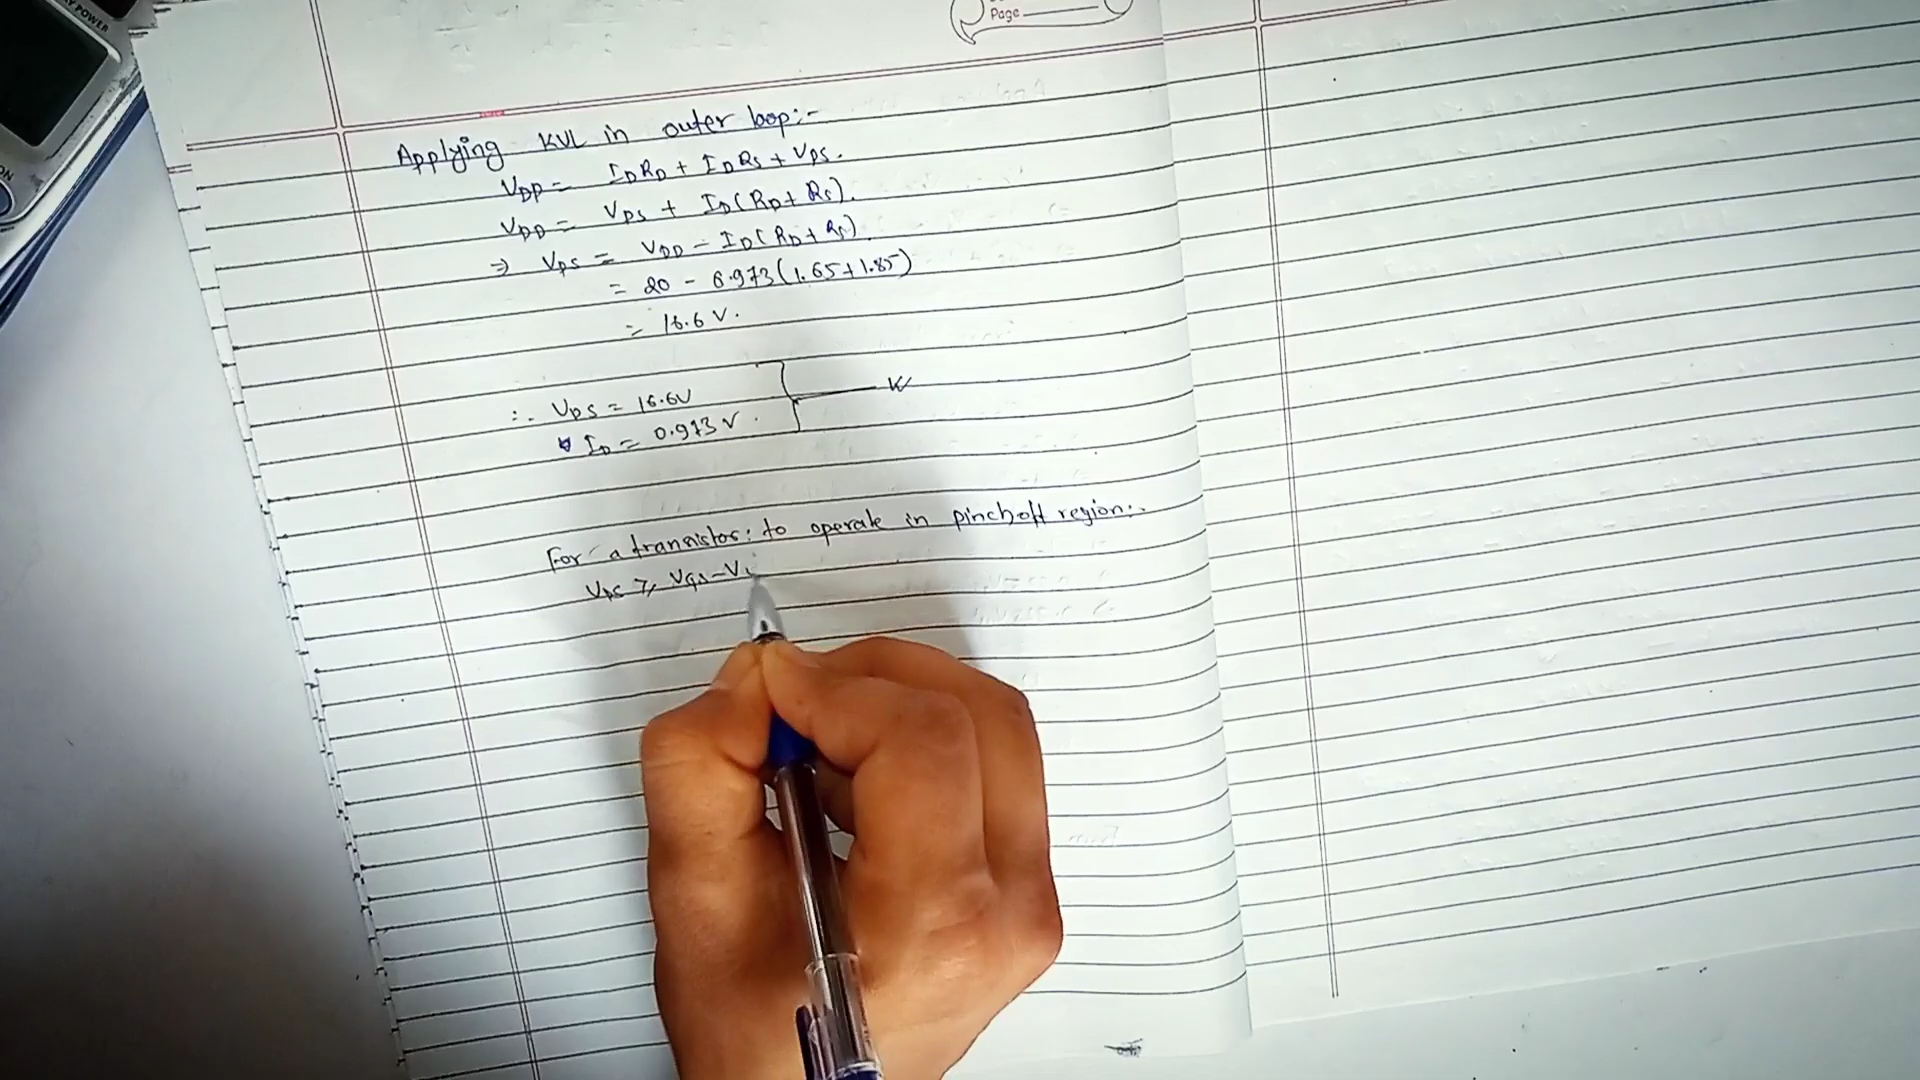 Page
Applying KVL in outer loop:-
VDD = IDRD + IDRS + VDS.
VDD = VDS + ID(RD+RS).
⇒ VDS = VDD - ID(RD+RS)
= 20 - 0.973(1.65+1.85)
= 16.6 V.
∴ VDS = 16.6V
ID = 0.973 V.
For a transistor: to operate in pinchoff region:-
VDS ≥ VGS-V
POWER
ON